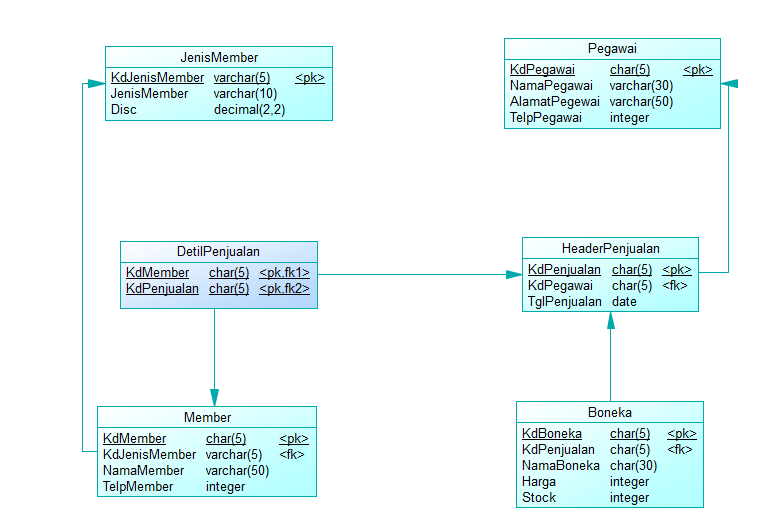 JenisMember
KdJenisMember varchar(5) <pk>
JenisMember varchar(10)
Disc decimal(2,2)
Pegawai
KdPegawai char(5) <pk>
NamaPegawai varchar(30)
AlamatPegewai varchar(50)
TelpPegawai integer
DetilPenjualan
KdMember char(5) <pk,fk1>
KdPenjualan char(5) <pk,fk2>
HeaderPenjualan
KdPenjualan char(5) <pk>
KdPegawai char(5) <fk>
TglPenjualan date
Member
KdMember char(5) <pk>
KdJenisMember varchar(5) <fk>
NamaMember varchar(50)
TelpMember integer
Boneka
KdBoneka char(5) <pk>
KdPenjualan char(5) <fk>
NamaBoneka char(30)
Harga integer
Stock integer